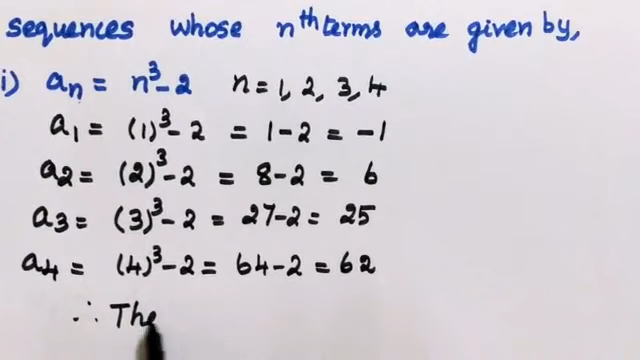 sequences whose nᵗʰ terms are given by,
i) aₙ = n³ - 2 n = 1, 2, 3, 4
a₁ = (1)³ - 2 = 1 - 2 = -1
a₂ = (2)³ - 2 = 8 - 2 = 6
a₃ = (3)³ - 2 = 27 - 2 = 25
a₄ = (4)³ - 2 = 64 - 2 = 62
∴ The